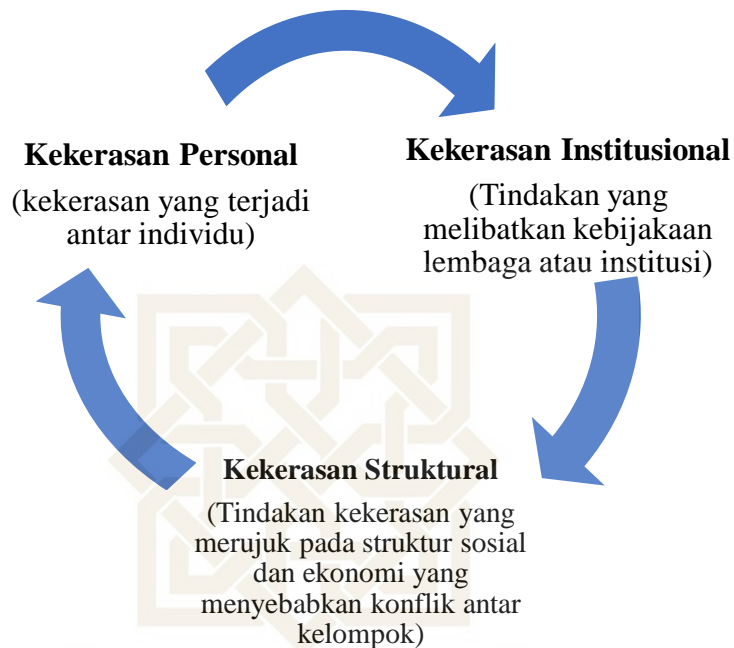 Kekerasan Personal
(kekerasan yang terjadi
antar individu)
Kekerasan Institusional
(Tindakan yang
melibatkan kebijakaan
lembaga atau institusi)
Kekerasan Struktural
(Tindakan kekerasan yang
merujuk pada struktur sosial
dan ekonomi yang
menyebabkan konflik antar
kelompok)